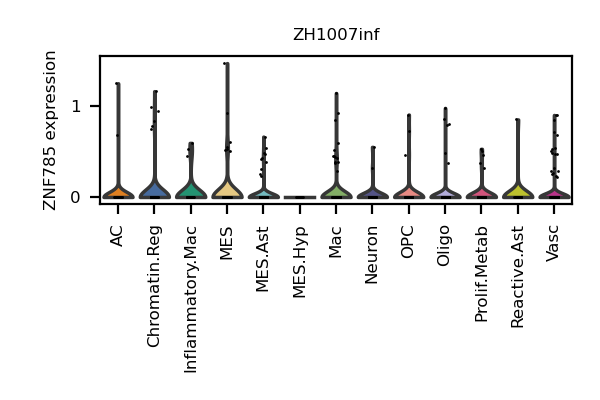 ZH1007inf
ZNF785 expression
1
0
AC
Chromatin.Reg
Inflammatory.Mac
MES
MES.Ast
MES.Hyp
Mac
Neuron
OPC
Oligo
Prolif.Metab
Reactive.Ast
Vasc